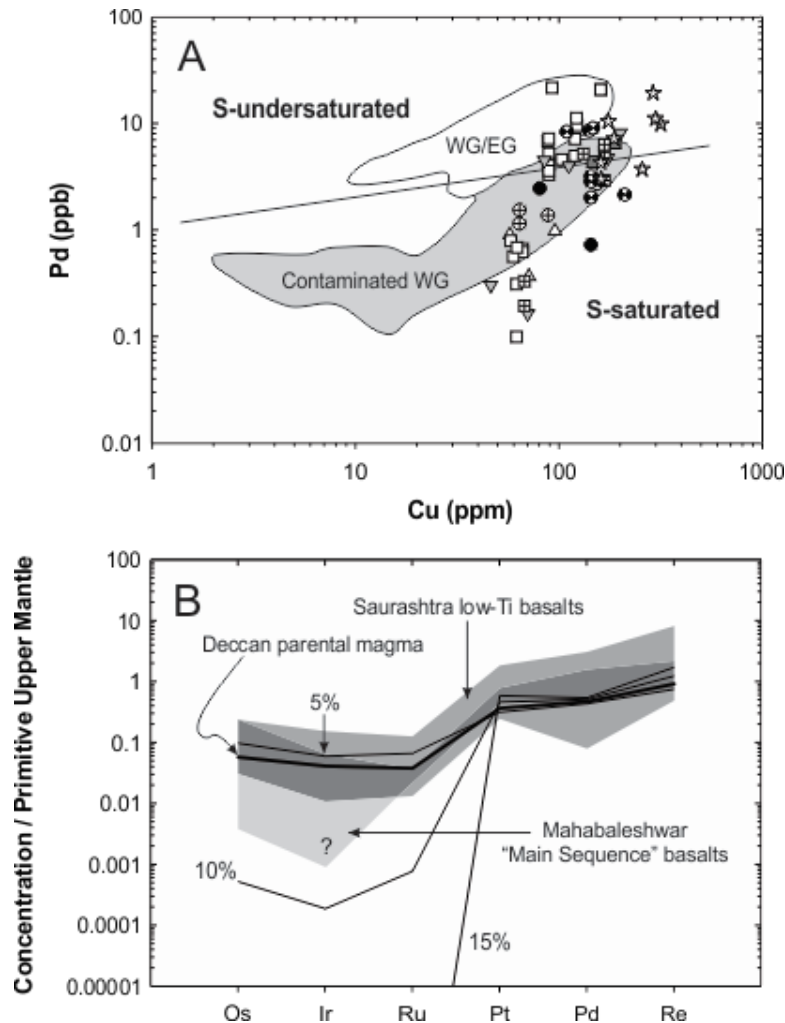 100
A
S-undersaturated
10
WG/EG
Pd (ppb)
1
Contaminated WG
S-saturated
0.1
0.01
1
10
100
1000
Cu (ppm)
Concentration / Primitive Upper Mantle
100
B
Saurashtra low-Ti basalts
10
Deccan parental magma
1
5%
0.1
0.01
?
Mahabaleshwar
“Main Sequence” basalts
0.001
10%
0.0001
15%
0.00001
Os
Ir
Ru
Pt
Pd
Re